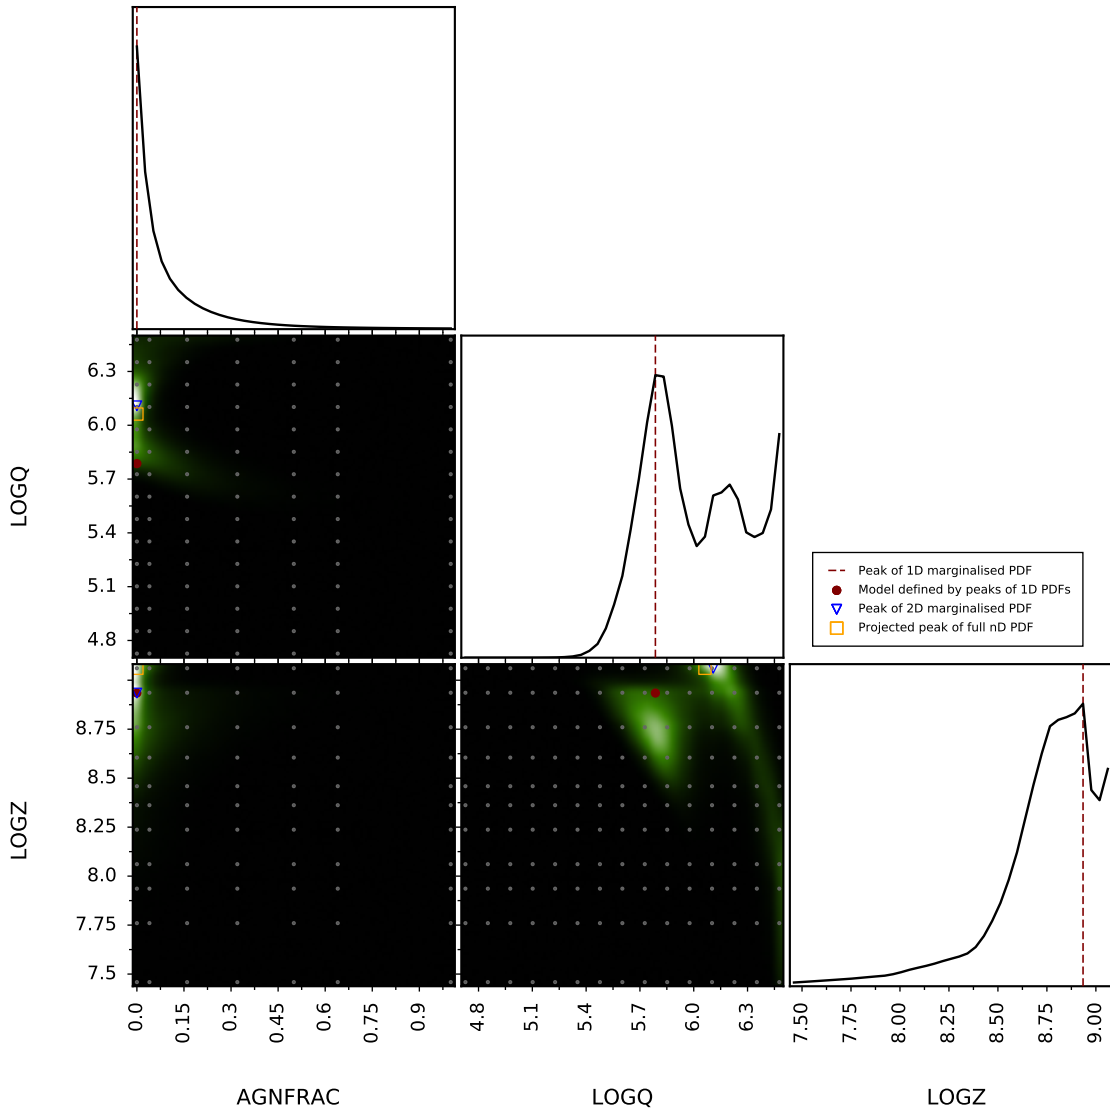 6.3
6.0
5.7
5.4
5.1
4.8
LOGQ
Peak of 1D marginalised PDF
Model defined by peaks of 1D PDFs
Peak of 2D marginalised PDF
Projected peak of full nD PDF
8.75
8.5
8.25
8.0
7.75
7.5
LOGZ
0.0 0.15 0.3 0.45 0.6 0.75 0.9
4.8 5.1 5.4 5.7 6.0 6.3
7.50 7.75 8.00 8.25 8.50 8.75 9.00
AGNFRAC LOGQ LOGZ